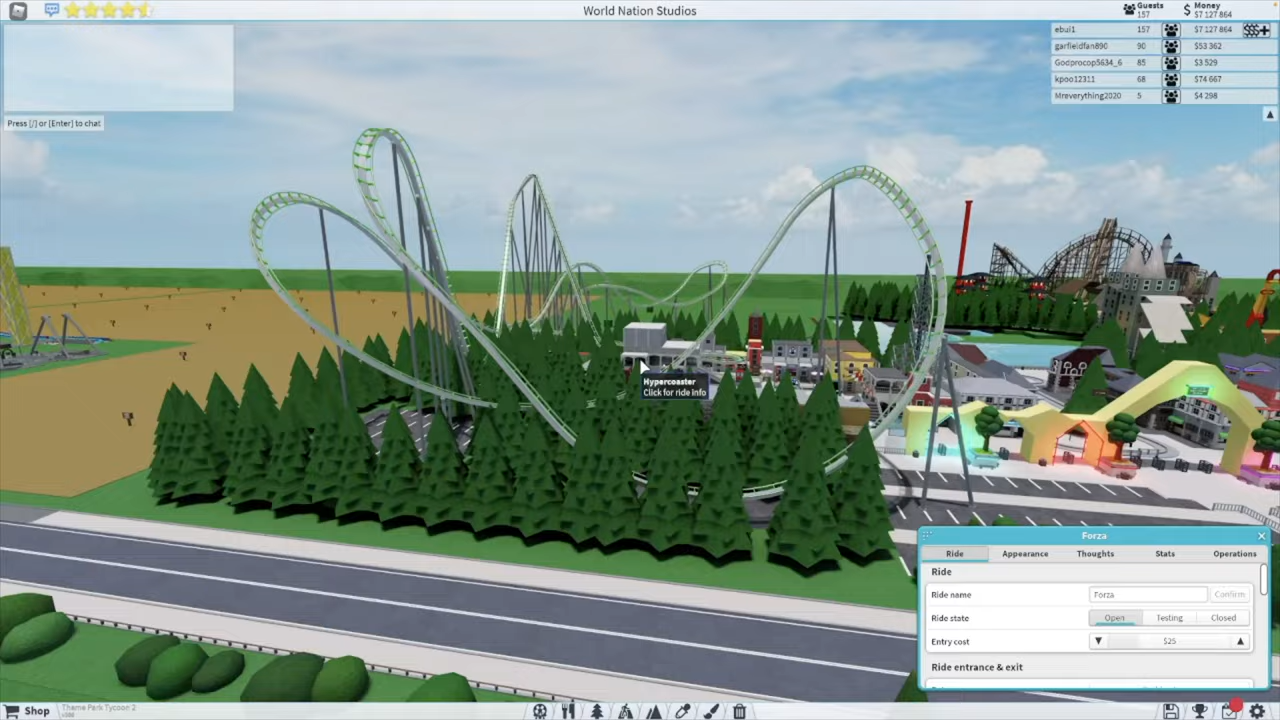 World Nation Studios
Guests
157
$ Money
$7 127 864
ebui1 157 $7 127 864 $$$+
garfieldfan890 90 $53 362
Godprocop5634_6 85 $3 529
kpoo12311 68 $74 667
Mreverything2020 5 $4 298
Press [/] or [Enter] to chat
Hypercoaster
Click for ride info
Forza
Ride Appearance Thoughts Stats Operations
Ride
Ride name Forza Confirm
Ride state Open Testing Closed
Entry cost $25
Ride entrance & exit
Shop
Theme Park Tycoon 2